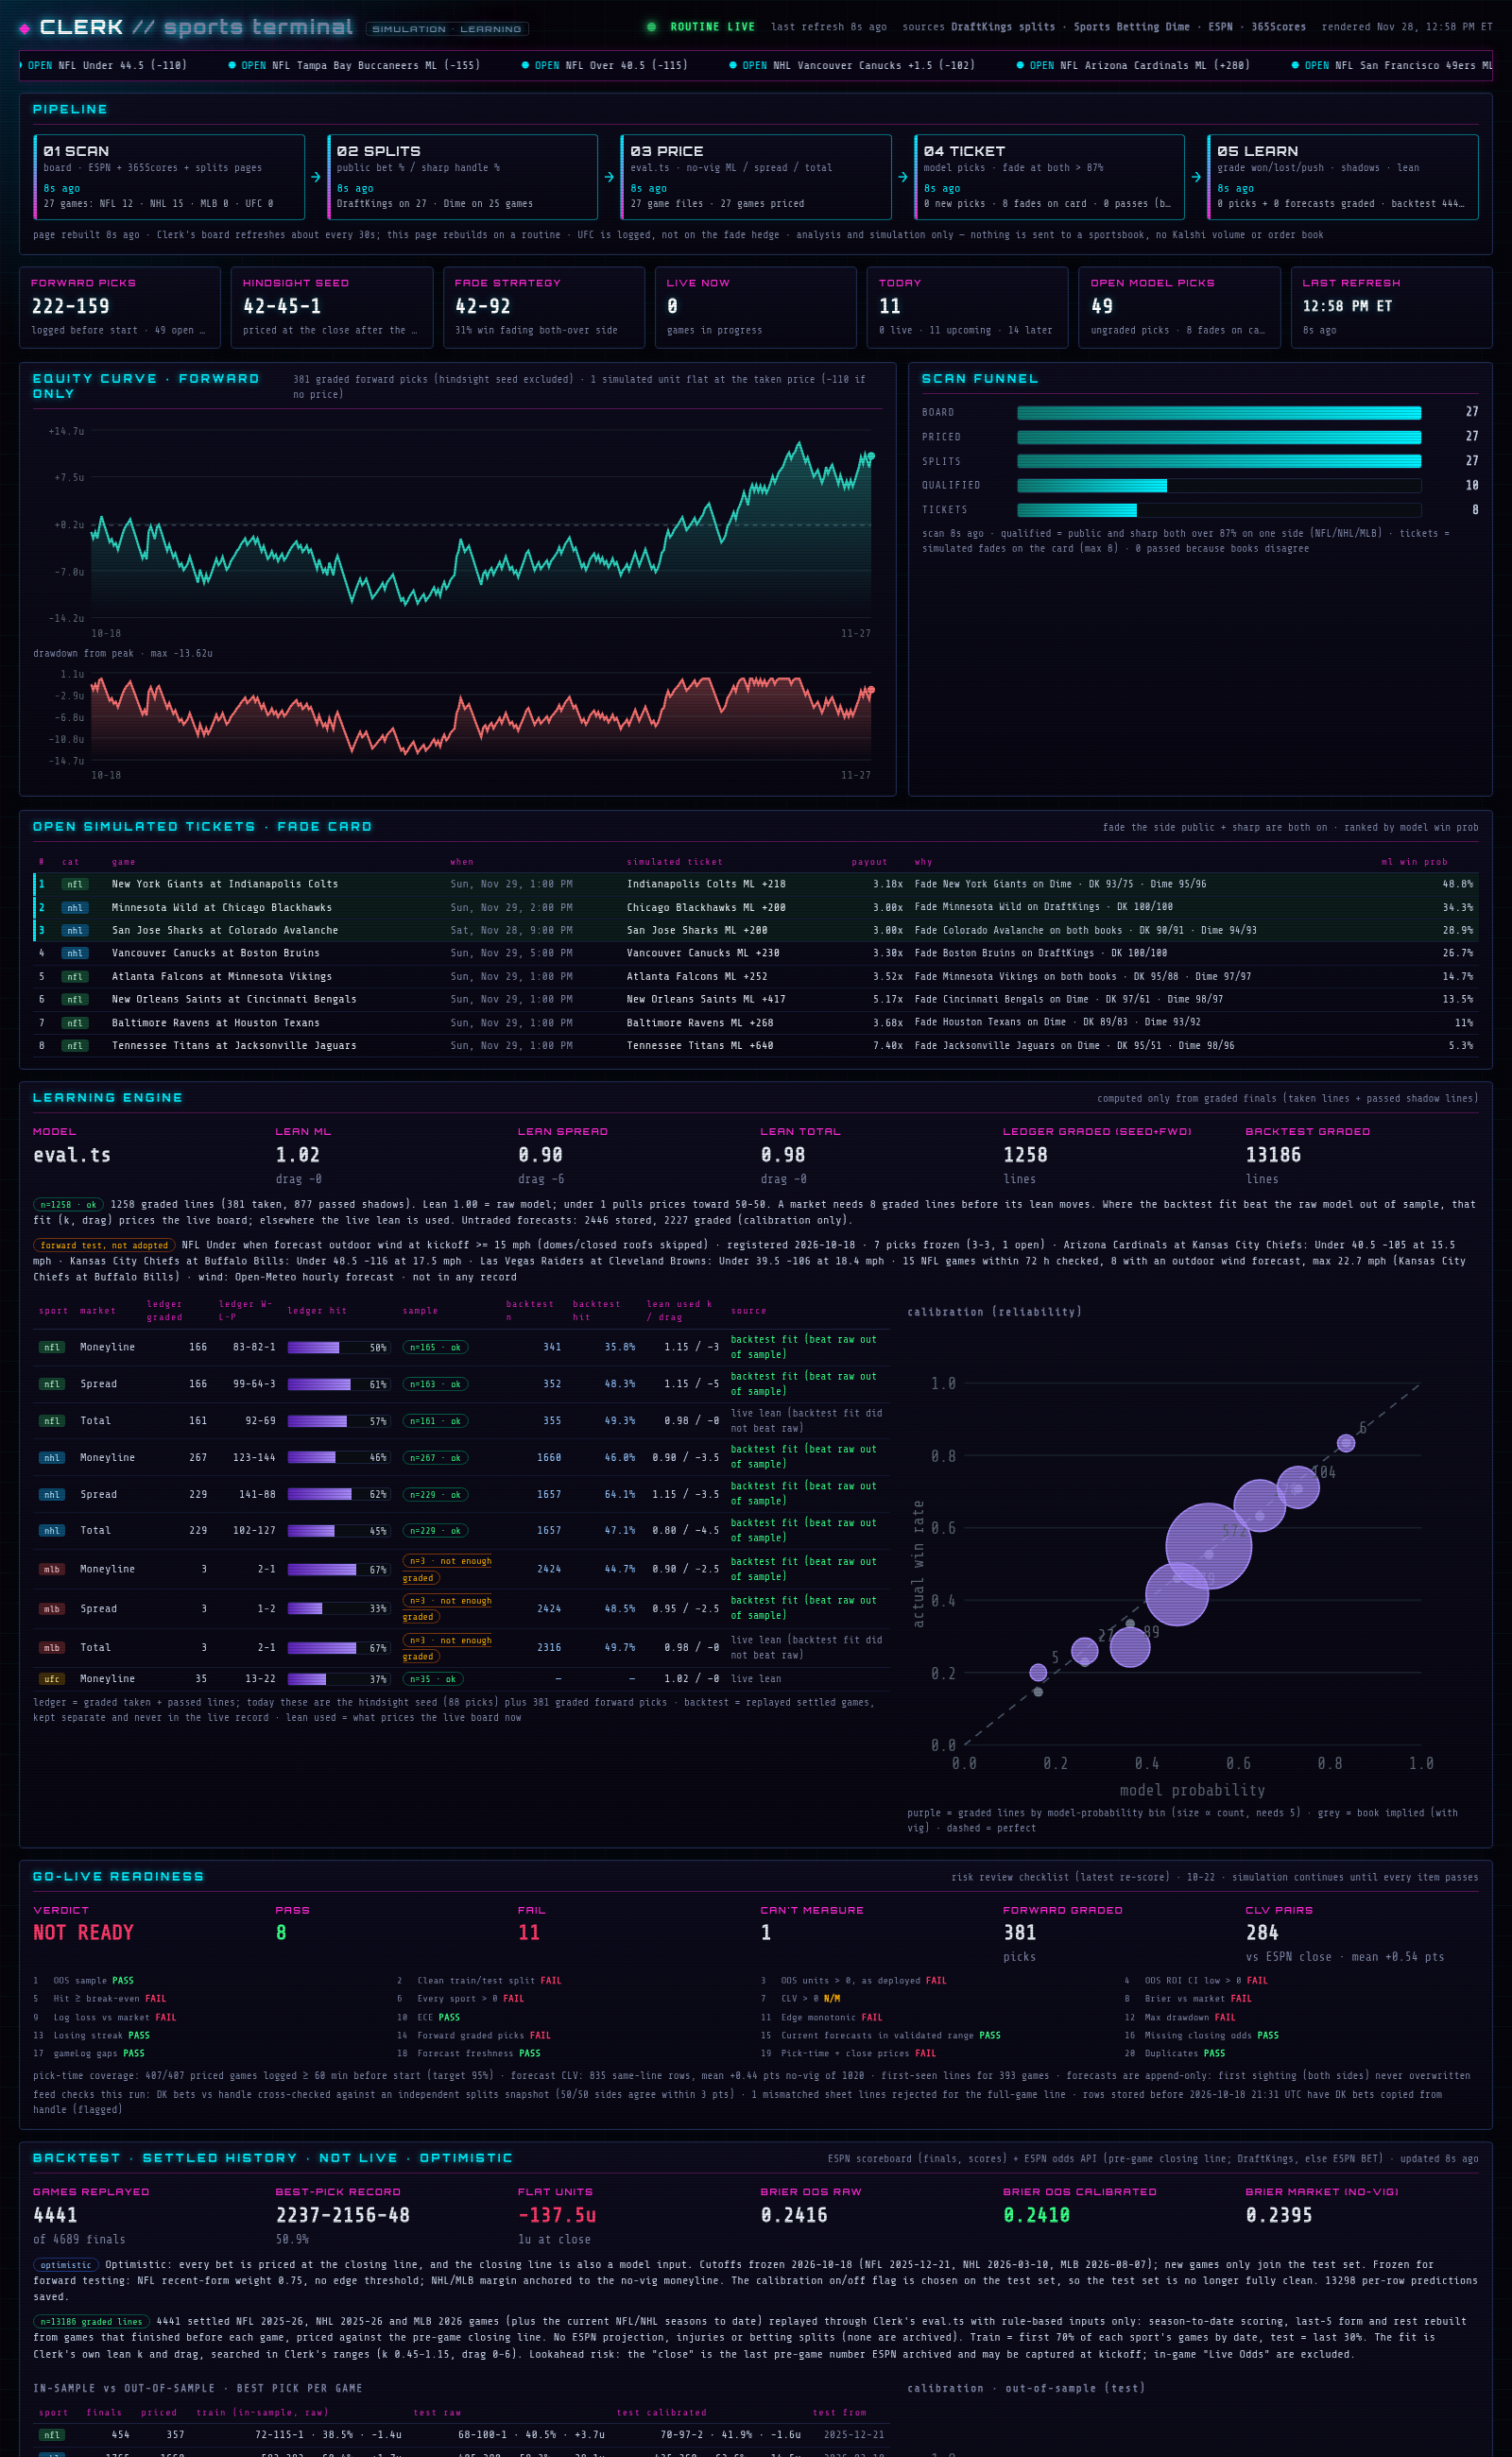 ◆ CLERK // sports terminal SIMULATION · LEARNING ROUTINE LIVE last refresh 8s ago sources DraftKings splits · Sports Betting Dime · ESPN · 365Scores rendered Nov 28, 12:58 PM ET
OPEN NFL Under 44.5 (-110) OPEN NFL Tampa Bay Buccaneers ML (-155) OPEN NFL Over 40.5 (-115) OPEN NHL Vancouver Canucks +1.5 (-102) OPEN NFL Arizona Cardinals ML (+280) OPEN NFL San Francisco 49ers ML
PIPELINE
01 SCAN
board · ESPN + 365Scores + splits pages
8s ago
27 games: NFL 12 · NHL 15 · MLB 0 · UFC 0
→
02 SPLITS
public bet % / sharp handle %
8s ago
DraftKings on 27 · Dime on 25 games
→
03 PRICE
eval.ts · no-vig ML / spread / total
8s ago
27 game files · 27 games priced
→
04 TICKET
model picks · fade at both > 87%
8s ago
0 new picks · 8 fades on card · 0 passes (b…
→
05 LEARN
grade won/lost/push · shadows · lean
8s ago
0 picks + 0 forecasts graded · backtest 444…
page rebuilt 8s ago · Clerk's board refreshes about every 30s; this page rebuilds on a routine · UFC is logged, not on the fade hedge · analysis and simulation only — nothing is sent to a sportsbook, no Kalshi volume or order book
FORWARD PICKS
222-159
logged before start · 49 open …
HINDSIGHT SEED
42-45-1
priced at the close after the …
FADE STRATEGY
42-92
31% win fading both-over side
LIVE NOW
0
games in progress
TODAY
11
0 live · 11 upcoming · 14 later
OPEN MODEL PICKS
49
ungraded picks · 8 fades on ca…
LAST REFRESH
12:58 PM ET
8s ago
EQUITY CURVE · FORWARD ONLY
381 graded forward picks (hindsight seed excluded) · 1 simulated unit flat at the taken price (-110 if no price)
+14.7u
+7.5u
+0.2u
-7.0u
-14.2u
10-18 11-27
drawdown from peak · max -13.62u
1.1u
-2.9u
-6.8u
-10.8u
-14.7u
10-18 11-27
SCAN FUNNEL
BOARD 27
PRICED 27
SPLITS 27
QUALIFIED 10
TICKETS 8
scan 8s ago · qualified = public and sharp both over 87% on one side (NFL/NHL/MLB) · tickets = simulated fades on the card (max 8) · 0 passed because books disagree
OPEN SIMULATED TICKETS · FADE CARD fade the side public + sharp are both on · ranked by model win prob
# cat game when simulated ticket payout why ml win prob
1 nfl New York Giants at Indianapolis Colts Sun, Nov 29, 1:00 PM Indianapolis Colts ML +218 3.18x Fade New York Giants on Dime · DK 93/75 · Dime 95/96 48.8%
2 nhl Minnesota Wild at Chicago Blackhawks Sun, Nov 29, 2:00 PM Chicago Blackhawks ML +200 3.00x Fade Minnesota Wild on DraftKings · DK 100/100 34.3%
3 nhl San Jose Sharks at Colorado Avalanche Sat, Nov 28, 9:00 PM San Jose Sharks ML +200 3.00x Fade Colorado Avalanche on both books · DK 90/91 · Dime 94/93 28.9%
4 nhl Vancouver Canucks at Boston Bruins Sun, Nov 29, 5:00 PM Vancouver Canucks ML +230 3.30x Fade Boston Bruins on DraftKings · DK 100/100 26.7%
5 nfl Atlanta Falcons at Minnesota Vikings Sun, Nov 29, 1:00 PM Atlanta Falcons ML +252 3.52x Fade Minnesota Vikings on both books · DK 95/88 · Dime 97/97 14.7%
6 nfl New Orleans Saints at Cincinnati Bengals Sun, Nov 29, 1:00 PM New Orleans Saints ML +417 5.17x Fade Cincinnati Bengals on Dime · DK 97/61 · Dime 98/97 13.5%
7 nfl Baltimore Ravens at Houston Texans Sun, Nov 29, 1:00 PM Baltimore Ravens ML +268 3.68x Fade Houston Texans on Dime · DK 89/83 · Dime 93/92 11%
8 nfl Tennessee Titans at Jacksonville Jaguars Sun, Nov 29, 1:00 PM Tennessee Titans ML +640 7.40x Fade Jacksonville Jaguars on Dime · DK 95/51 · Dime 98/96 5.3%
LEARNING ENGINE computed only from graded finals (taken lines + passed shadow lines)
MODEL LEAN ML LEAN SPREAD LEAN TOTAL LEDGER GRADED (SEED+FWD) BACKTEST GRADED
eval.ts 1.02 0.90 0.98 1258 13186
drag -0 drag -6 drag -0 lines lines
n=1258 · ok 1258 graded lines (381 taken, 877 passed shadows). Lean 1.00 = raw model; under 1 pulls prices toward 50-50. A market needs 8 graded lines before its lean moves. Where the backtest fit beat the raw model out of sample, that
fit (k, drag) prices the live board; elsewhere the live lean is used. Untraded forecasts: 2446 stored, 2227 graded (calibration only).
forward test, not adopted NFL Under when forecast outdoor wind at kickoff >= 15 mph (domes/closed roofs skipped) · registered 2026-10-18 · 7 picks frozen (3-3, 1 open) · Arizona Cardinals at Kansas City Chiefs: Under 40.5 -105 at 15.5
mph · Kansas City Chiefs at Buffalo Bills: Under 48.5 -116 at 17.5 mph · Las Vegas Raiders at Cleveland Browns: Under 39.5 -106 at 18.4 mph · 15 NFL games within 72 h checked, 8 with an outdoor wind forecast, max 22.7 mph (Kansas City
Chiefs at Buffalo Bills) · wind: Open-Meteo hourly forecast · not in any record
sport market ledger graded ledger W-L-P ledger hit sample backtest n backtest hit lean used k / drag source
nfl Moneyline 166 83-82-1 50% n=165 · ok 341 35.8% 1.15 / -3 backtest fit (beat raw out of sample)
nfl Spread 166 99-64-3 61% n=163 · ok 352 48.3% 1.15 / -5 backtest fit (beat raw out of sample)
nfl Total 161 92-69 57% n=161 · ok 355 49.3% 0.98 / -0 live lean (backtest fit did not beat raw)
nhl Moneyline 267 123-144 46% n=267 · ok 1660 46.0% 0.90 / -3.5 backtest fit (beat raw out of sample)
nhl Spread 229 141-88 62% n=229 · ok 1657 64.1% 1.15 / -3.5 backtest fit (beat raw out of sample)
nhl Total 229 102-127 45% n=229 · ok 1657 47.1% 0.80 / -4.5 backtest fit (beat raw out of sample)
mlb Moneyline 3 2-1 67% n=3 · not enough graded 2424 44.7% 0.90 / -2.5 backtest fit (beat raw out of sample)
mlb Spread 3 1-2 33% n=3 · not enough graded 2424 48.5% 0.95 / -2.5 backtest fit (beat raw out of sample)
mlb Total 3 2-1 67% n=3 · not enough graded 2316 49.7% 0.98 / -0 live lean (backtest fit did not beat raw)
ufc Moneyline 35 13-22 37% n=35 · ok — — 1.02 / -0 live lean
ledger = graded taken + passed lines; today these are the hindsight seed (88 picks) plus 381 graded forward picks · backtest = replayed settled games,
kept separate and never in the live record · lean used = what prices the live board now
calibration (reliability)
1.0
0.8
0.6
0.4
0.2
0.0
0.0 0.2 0.4 0.6 0.8 1.0
actual win rate
model probability
5 27 89 572 104 6
purple = graded lines by model-probability bin (size ∝ count, needs 5) · grey = book implied (with
vig) · dashed = perfect
GO-LIVE READINESS risk review checklist (latest re-score) · 10-22 · simulation continues until every item passes
VERDICT PASS FAIL CAN'T MEASURE FORWARD GRADED CLV PAIRS
NOT READY 8 11 1 381 284
picks vs ESPN close · mean +0.54 pts
1 OOS sample PASS 2 Clean train/test split FAIL 3 OOS units > 0, as deployed FAIL 4 OOS ROI CI low > 0 FAIL
5 Hit ≥ break-even FAIL 6 Every sport > 0 FAIL 7 CLV > 0 N/M 8 Brier vs market FAIL
9 Log loss vs market FAIL 10 ECE PASS 11 Edge monotonic FAIL 12 Max drawdown FAIL
13 Losing streak PASS 14 Forward graded picks FAIL 15 Current forecasts in validated range PASS 16 Missing closing odds PASS
17 gameLog gaps PASS 18 Forecast freshness PASS 19 Pick-time + close prices FAIL 20 Duplicates PASS
pick-time coverage: 407/407 priced games logged ≥ 60 min before start (target 95%) · forecast CLV: 835 same-line rows, mean +0.44 pts no-vig of 1020 · first-seen lines for 393 games · forecasts are append-only: first sighting (both sides) never overwritten
feed checks this run: DK bets vs handle cross-checked against an independent splits snapshot (50/50 sides agree within 3 pts) · 1 mismatched sheet lines rejected for the full-game line · rows stored before 2026-10-18 21:31 UTC have DK bets copied from
handle (flagged)
BACKTEST · SETTLED HISTORY · NOT LIVE · OPTIMISTIC ESPN scoreboard (finals, scores) + ESPN odds API (pre-game closing line; DraftKings, else ESPN BET) · updated 8s ago
GAMES REPLAYED BEST-PICK RECORD FLAT UNITS BRIER OOS RAW BRIER OOS CALIBRATED BRIER MARKET (NO-VIG)
4441 2237-2156-48 -137.5u 0.2416 0.2410 0.2395
of 4689 finals 50.9% 1u at close
optimistic Optimistic: every bet is priced at the closing line, and the closing line is also a model input. Cutoffs frozen 2026-10-18 (NFL 2025-12-21, NHL 2026-03-10, MLB 2026-08-07); new games only join the test set. Frozen for
forward testing: NFL recent-form weight 0.75, no edge threshold; NHL/MLB margin anchored to the no-vig moneyline. The calibration on/off flag is chosen on the test set, so the test set is no longer fully clean. 13298 per-row predictions
saved.
n=13186 graded lines 4441 settled NFL 2025-26, NHL 2025-26 and MLB 2026 games (plus the current NFL/NHL seasons to date) replayed through Clerk's eval.ts with rule-based inputs only: season-to-date scoring, last-5 form and rest rebuilt
from games that finished before each game, priced against the pre-game closing line. No ESPN projection, injuries or betting splits (none are archived). Train = first 70% of each sport's games by date, test = last 30%. The fit is
Clerk's own lean k and drag, searched in Clerk's ranges (k 0.45-1.15, drag 0-6). Lookahead risk: the "close" is the last pre-game number ESPN archived and may be captured at kickoff; in-game "Live Odds" are excluded.
IN-SAMPLE vs OUT-OF-SAMPLE · BEST PICK PER GAME calibration · out-of-sample (test)
sport finals priced train (in-sample, raw) test raw test calibrated test from
nfl 454 357 72-115-1 · 38.5% · -1.4u 68-100-1 · 40.5% · +3.7u 70-97-2 · 41.9% · -1.6u 2025-12-21